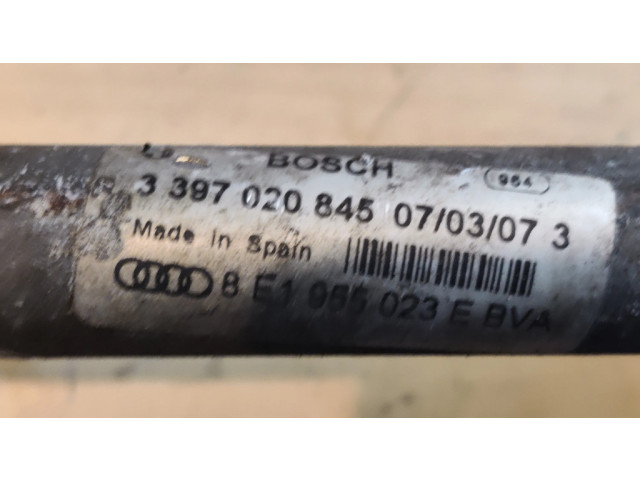 BOSCH 964
3 397 020 845 07/03/07 3
Made in Spain
8 E1 955 023 E BVA